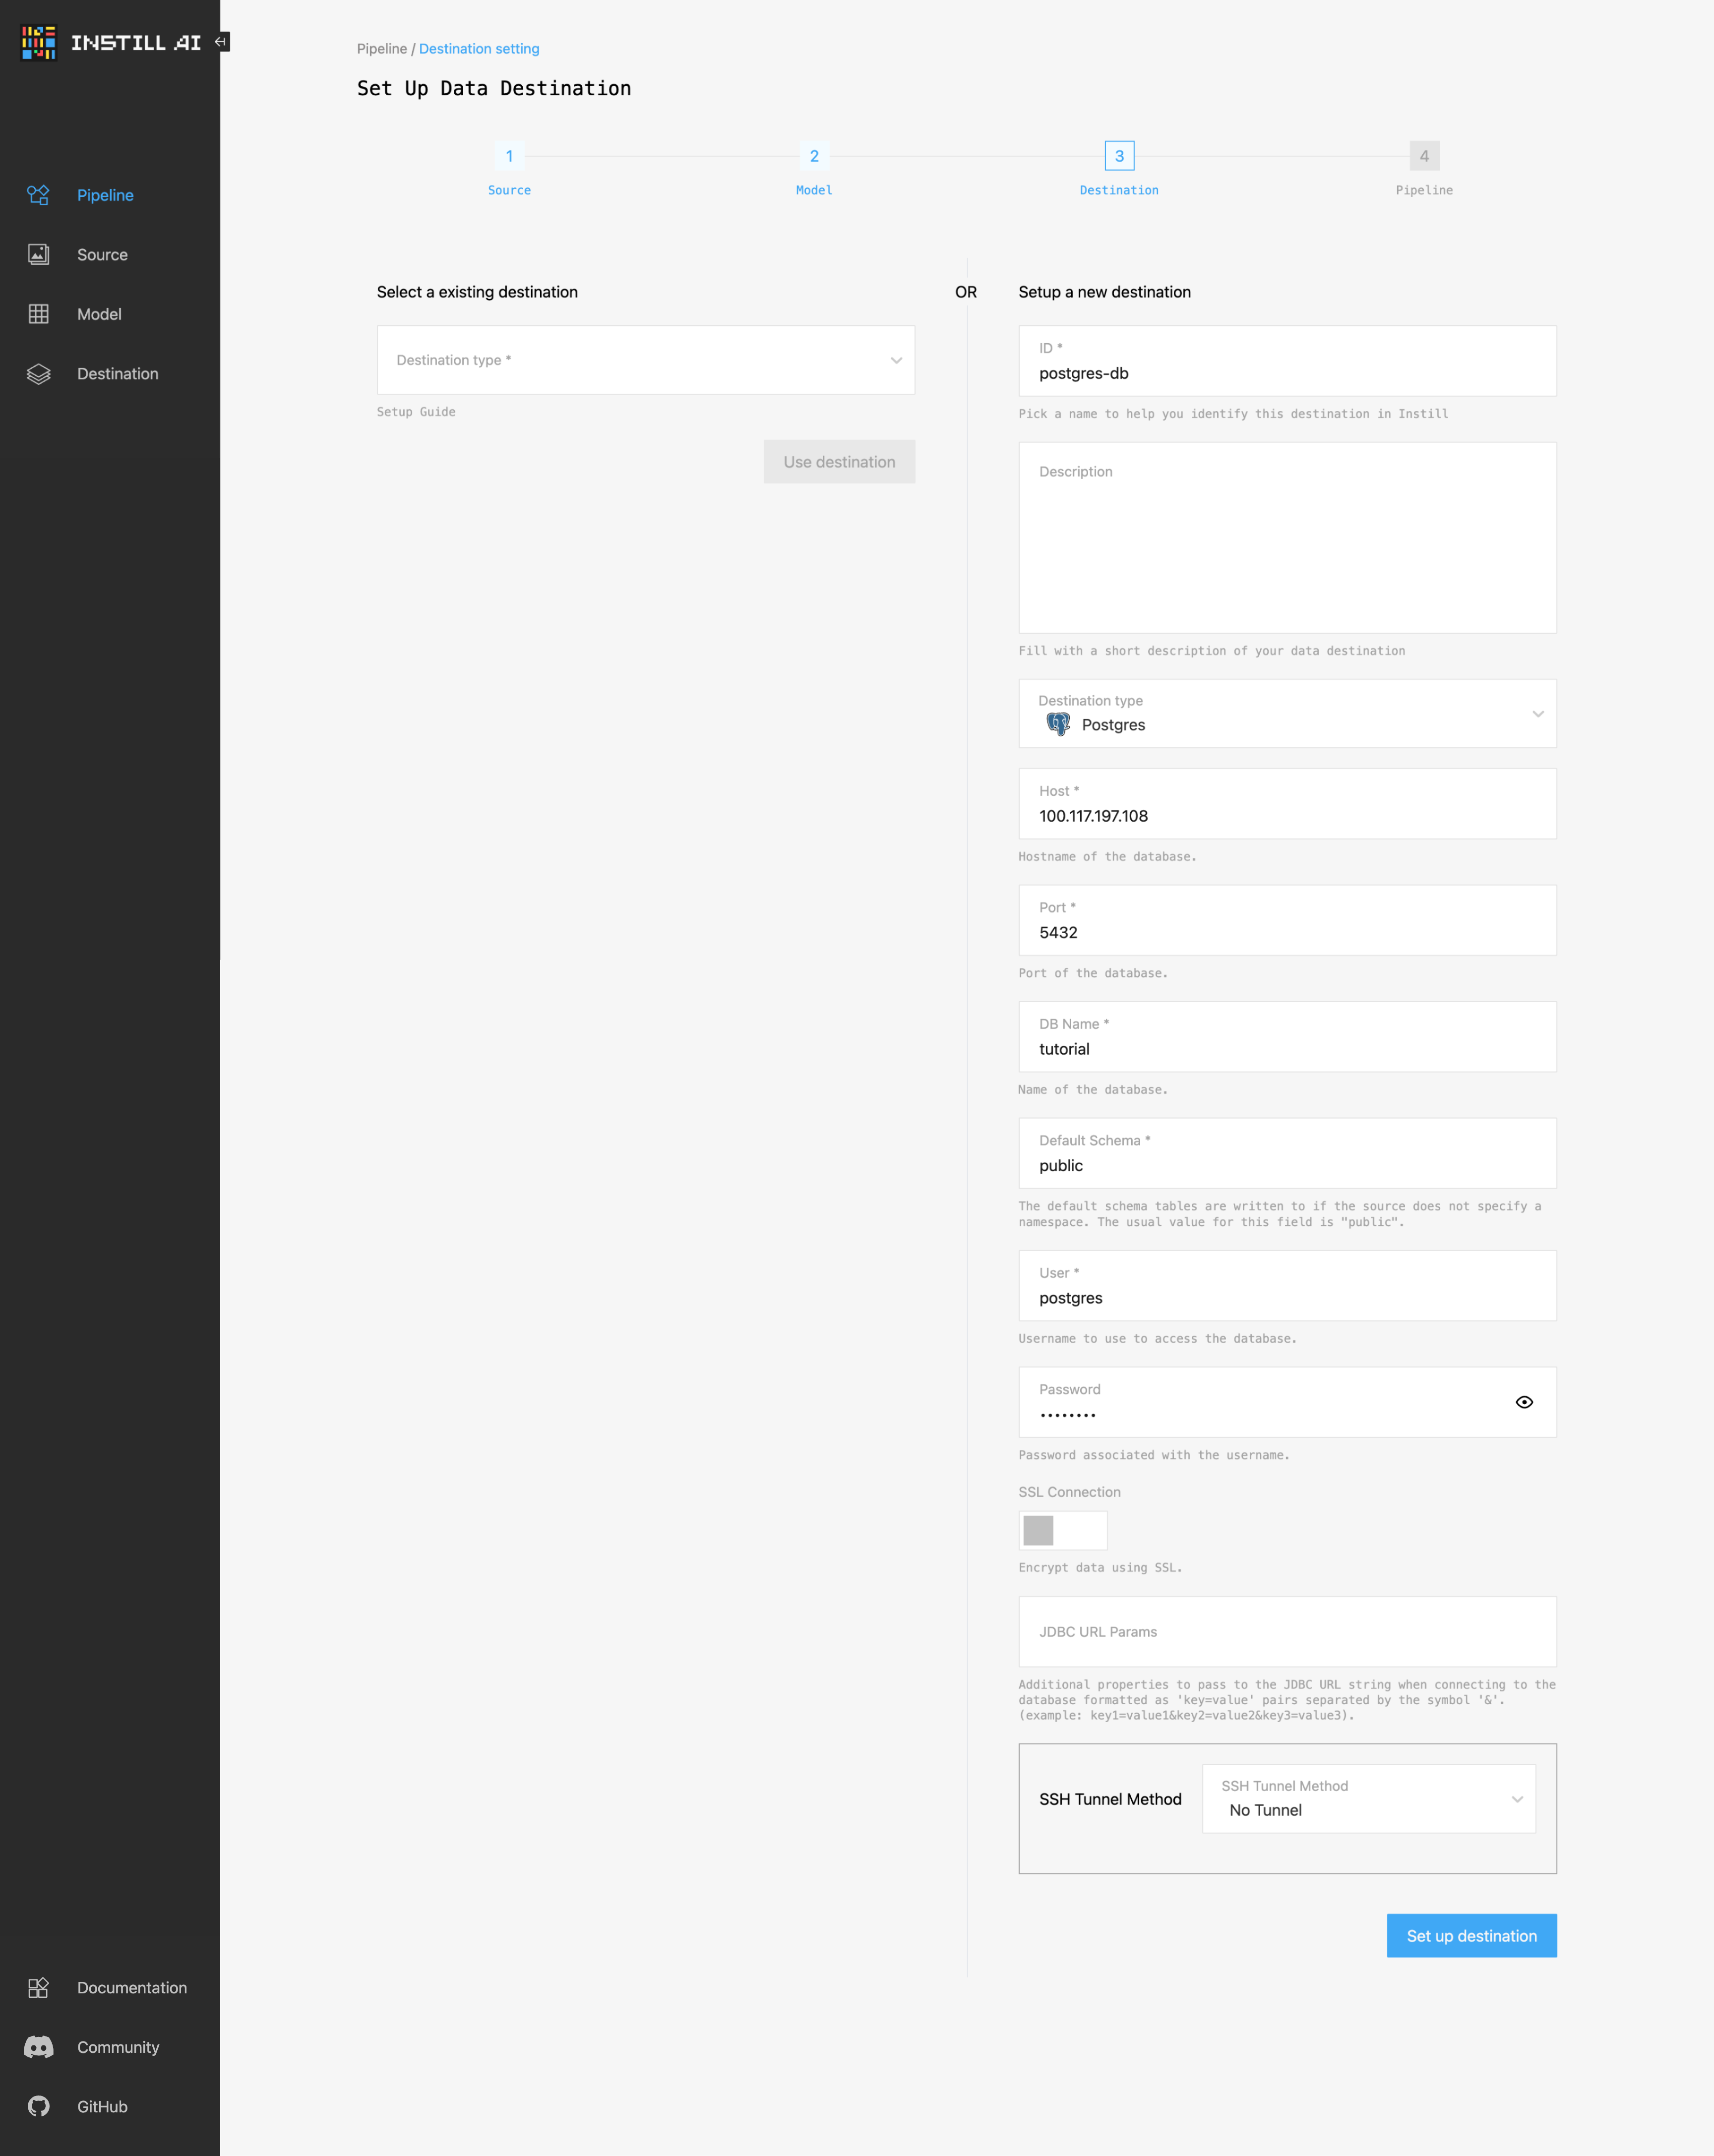 INSTILL AI
Pipeline
Source
Model
Destination
Documentation
Community
GitHub
Pipeline / Destination setting
Set Up Data Destination
1
Source
2
Model
3
Destination
4
Pipeline
Select a existing destination
Destination type *
Setup Guide
Use destination
OR
Setup a new destination
ID *
postgres-db
Pick a name to help you identify this destination in Instill
Description
Fill with a short description of your data destination
Destination type
Postgres
Host *
100.117.197.108
Hostname of the database.
Port *
5432
Port of the database.
DB Name *
tutorial
Name of the database.
Default Schema *
public
The default schema tables are written to if the source does not specify a
namespace. The usual value for this field is "public".
User *
postgres
Username to use to access the database.
Password
••••••••
Password associated with the username.
SSL Connection
Encrypt data using SSL.
JDBC URL Params
Additional properties to pass to the JDBC URL string when connecting to the
database formatted as 'key=value' pairs separated by the symbol '&'.
(example: key1=value1&key2=value2&key3=value3).
SSH Tunnel Method
SSH Tunnel Method
No Tunnel
Set up destination